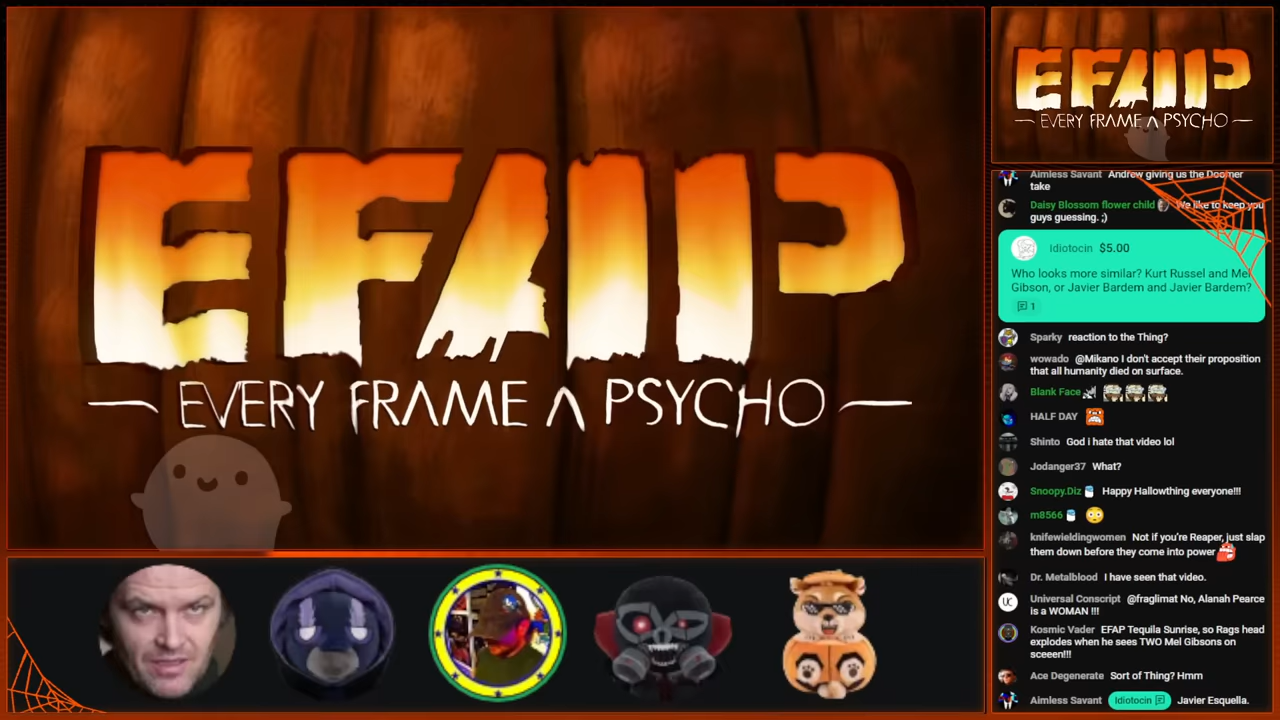 EFAP
EVERY FRAME A PSYCHO
EFAP
EVERY FRAME A PSYCHO
Aimless Savant Andrew giving us the Doomer
take
Daisy Blossom flower child We like to keep you
guys guessing. ;)
Idiotocin $5.00
Who looks more similar? Kurt Russel and Mel
Gibson, or Javier Bardem and Javier Bardem?
1
Sparky reaction to the Thing?
wowado @Mikano I don't accept their proposition
that all humanity died on surface.
Blank Face
HALF DAY
Shinto God i hate that video lol
Jodanger37 What?
Snoopy.Diz Happy Hallowthing everyone!!!
m8566
knifewieldingwomen Not if you're Reaper, just slap
them down before they come into power
Dr. Metalblood I have seen that video.
UC Universal Conscript @fraglimat No, Alanah Pearce
is a WOMAN !!!
Kosmic Vader EFAP Tequila Sunrise, so Rags head
explodes when he sees TWO Mel Gibsons on
sceeen!!!
Ace Degenerate Sort of Thing? Hmm
Aimless Savant Idiotocin Javier Esquella.